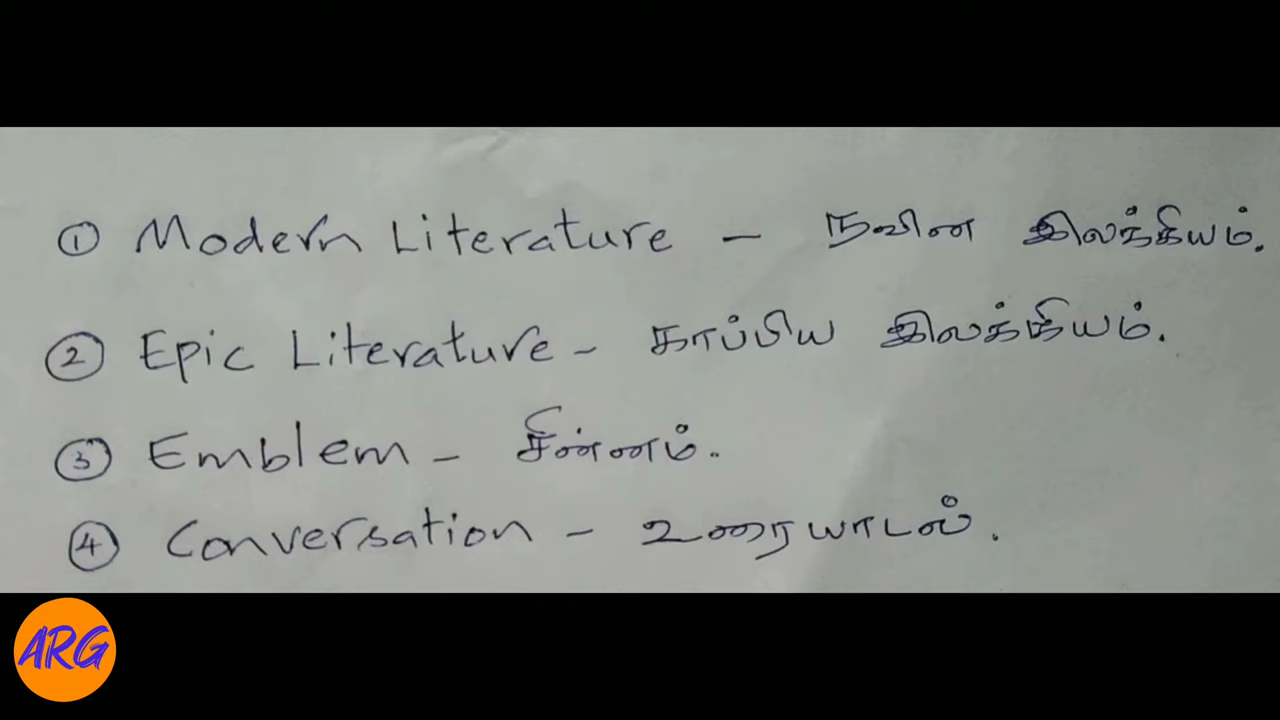 ① Modern Literature - நவின இலக்கியம்.
② Epic Literature - காப்பிய இலக்கியம்.
③ Emblem - சின்னம்.
④ Conversation - உரையாடல்.
ARG